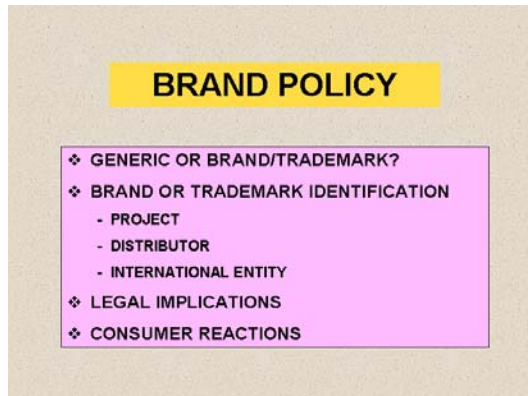 BRAND POLICY
❖ GENERIC OR BRAND/TRADEMARK?
❖ BRAND OR TRADEMARK IDENTIFICATION
- PROJECT
- DISTRIBUTOR
- INTERNATIONAL ENTITY
❖ LEGAL IMPLICATIONS
❖ CONSUMER REACTIONS